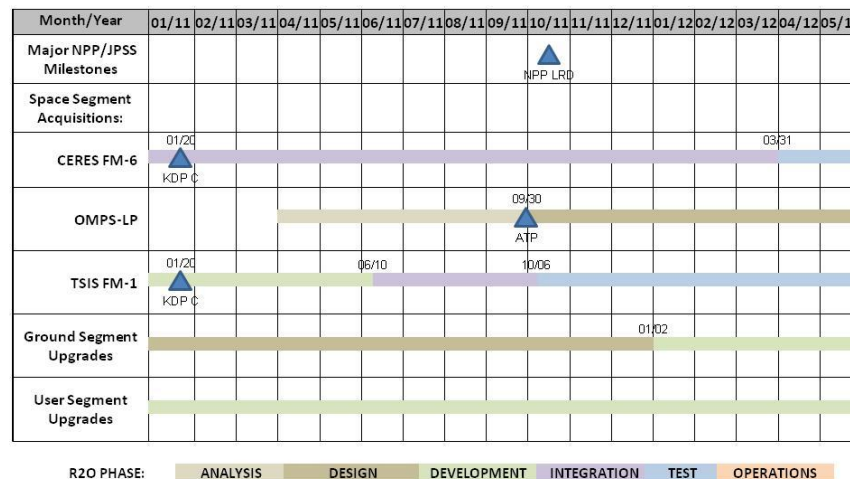 Month/Year 01/11 02/11 03/11 04/11 05/11 06/11 07/11 08/11 09/11 10/11 11/11 12/11 01/12 02/12 03/12 04/12 05/1
Major NPP/JPSS
Milestones
NPP LRD
Space Segment
Acquisitions:
01/20
03/31
CERES FM-6
KDP C
09/30
OMPS-LP
ATP
01/20
06/10
10/06
TSIS FM-1
KDP C
01/02
Ground Segment
Upgrades
User Segment
Upgrades
R2O PHASE: ANALYSIS DESIGN DEVELOPMENT INTEGRATION TEST OPERATIONS